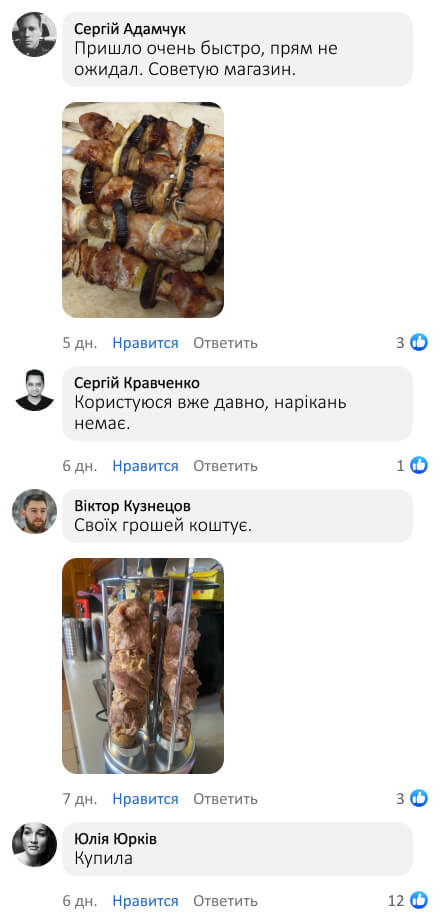 Сергій Адамчук
Пришло очень быстро, прям не
ожидал. Советую магазин.
5 дн. Нравится Ответить 3
Сергій Кравченко
Користуюся вже давно, нарікань
немає.
6 дн. Нравится Ответить 1
Віктор Кузнецов
Своїх грошей коштує.
7 дн. Нравится Ответить 3
Юлія Юрків
Купила
6 дн. Нравится Ответить 12